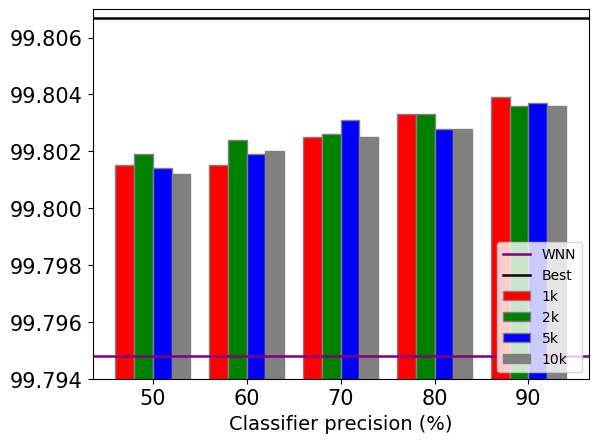 99.806
99.804
99.802
99.800
99.798
99.796
99.794
50 60 70 80 90
Classifier precision (%)
WNN
Best
1k
2k
5k
10k